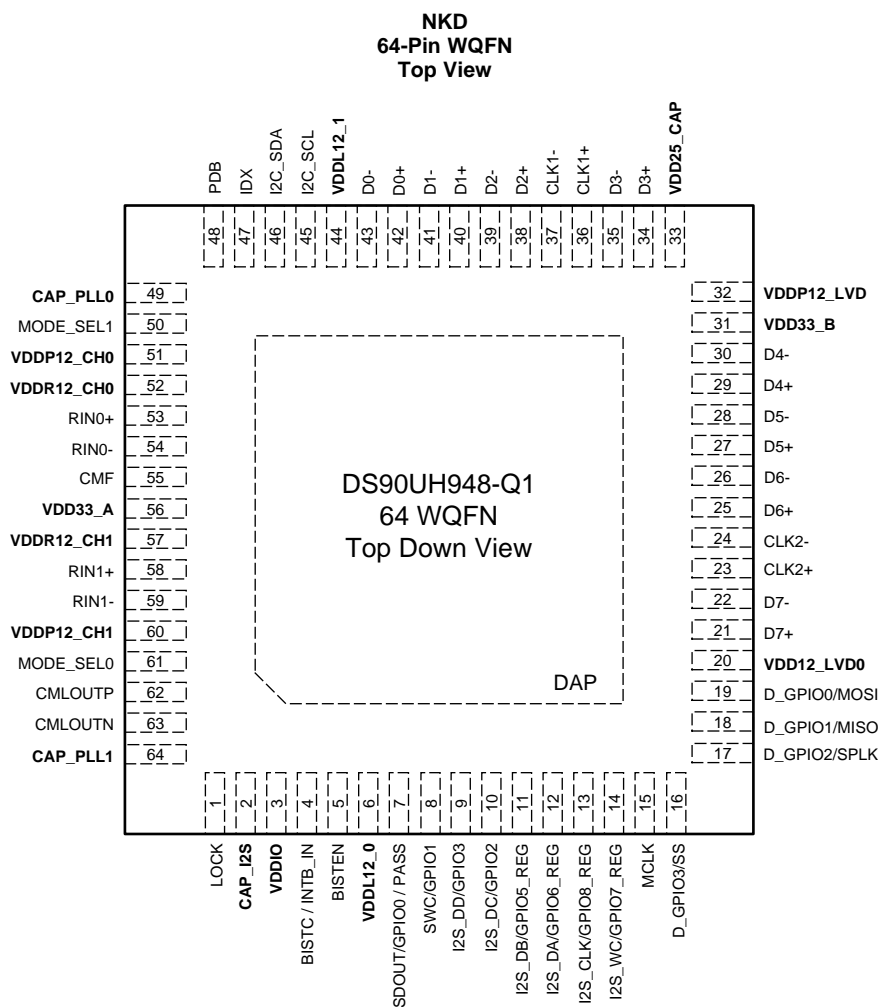 NKD
64-Pin WQFN
Top View
PDB
IDX
I2C_SDA
I2C_SCL
VDDL12_1
D0-
D0+
D1-
D1+
D2-
D2+
CLK1-
CLK1+
D3-
D3+
VDD25_CAP
48
47
46
45
44
43
42
41
40
39
38
37
36
35
34
33
CAP_PLL0 49
MODE_SEL1 50
VDDP12_CH0 51
VDDR12_CH0 52
RIN0+ 53
RIN0- 54
CMF 55
VDD33_A 56
VDDR12_CH1 57
RIN1+ 58
RIN1- 59
VDDP12_CH1 60
MODE_SEL0 61
CMLOUTP 62
CMLOUTN 63
CAP_PLL1 64
DS90UH948-Q1
64 WQFN
Top Down View
DAP
32 VDDP12_LVD
31 VDD33_B
30 D4-
29 D4+
28 D5-
27 D5+
26 D6-
25 D6+
24 CLK2-
23 CLK2+
22 D7-
21 D7+
20 VDD12_LVD0
19 D_GPIO0/MOSI
18 D_GPIO1/MISO
17 D_GPIO2/SPLK
1
2
3
4
5
6
7
8
9
10
11
12
13
14
15
16
LOCK
CAP_I2S
VDDIO
BISTC / INTB_IN
BISTEN
VDDL12_0
SDOUT/GPIO0 / PASS
SWC/GPIO1
I2S_DD/GPIO3
I2S_DC/GPIO2
I2S_DB/GPIO5_REG
I2S_DA/GPIO6_REG
I2S_CLK/GPIO8_REG
I2S_WC/GPIO7_REG
MCLK
D_GPIO3/SS